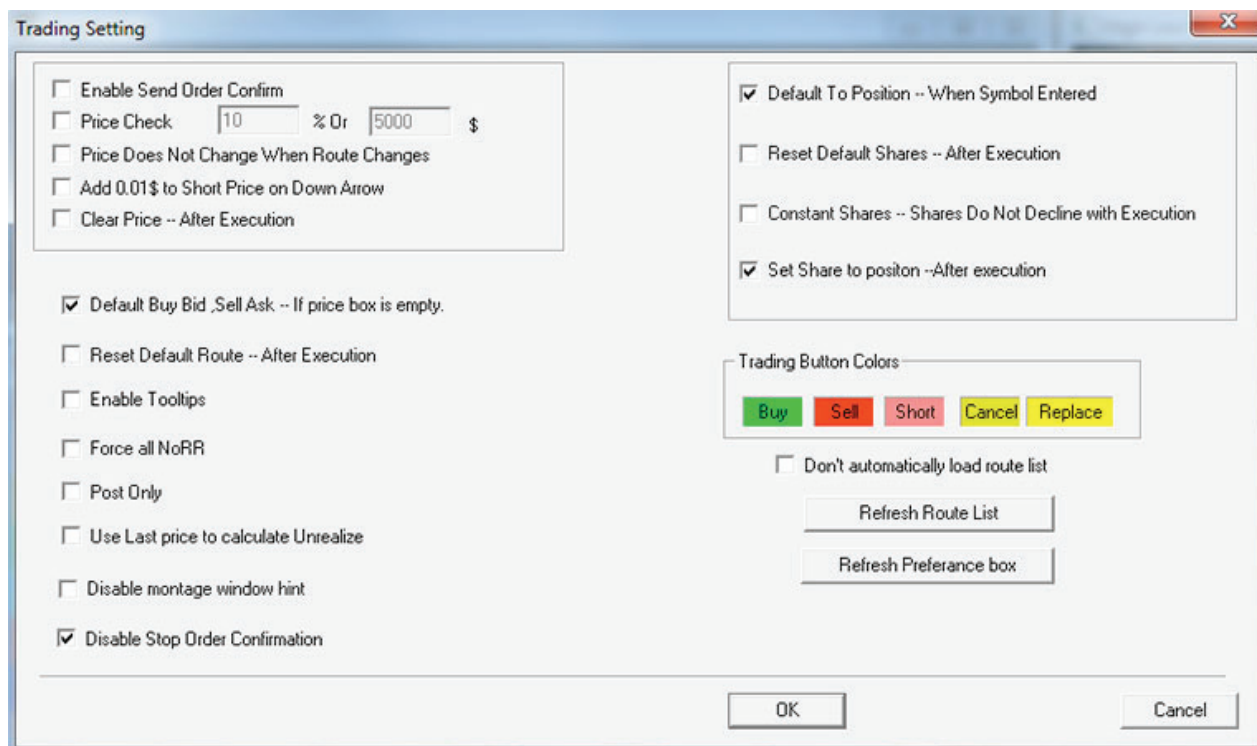 Trading Setting
Enable Send Order Confirm
Price Check 10 % Or 5000 $
Price Does Not Change When Route Changes
Add 0.01$ to Short Price on Down Arrow
Clear Price -- After Execution
Default Buy Bid ,Sell Ask -- If price box is empty.
Reset Default Route -- After Execution
Enable Tooltips
Force all NoRR
Post Only
Use Last price to calculate Unrealize
Disable montage window hint
Disable Stop Order Confirmation
Default To Position -- When Symbol Entered
Reset Default Shares -- After Execution
Constant Shares -- Shares Do Not Decline with Execution
Set Share to positon --After execution
Trading Button Colors
Buy Sell Short Cancel Replace
Don't automatically load route list
Refresh Route List
Refresh Preferance box
OK Cancel